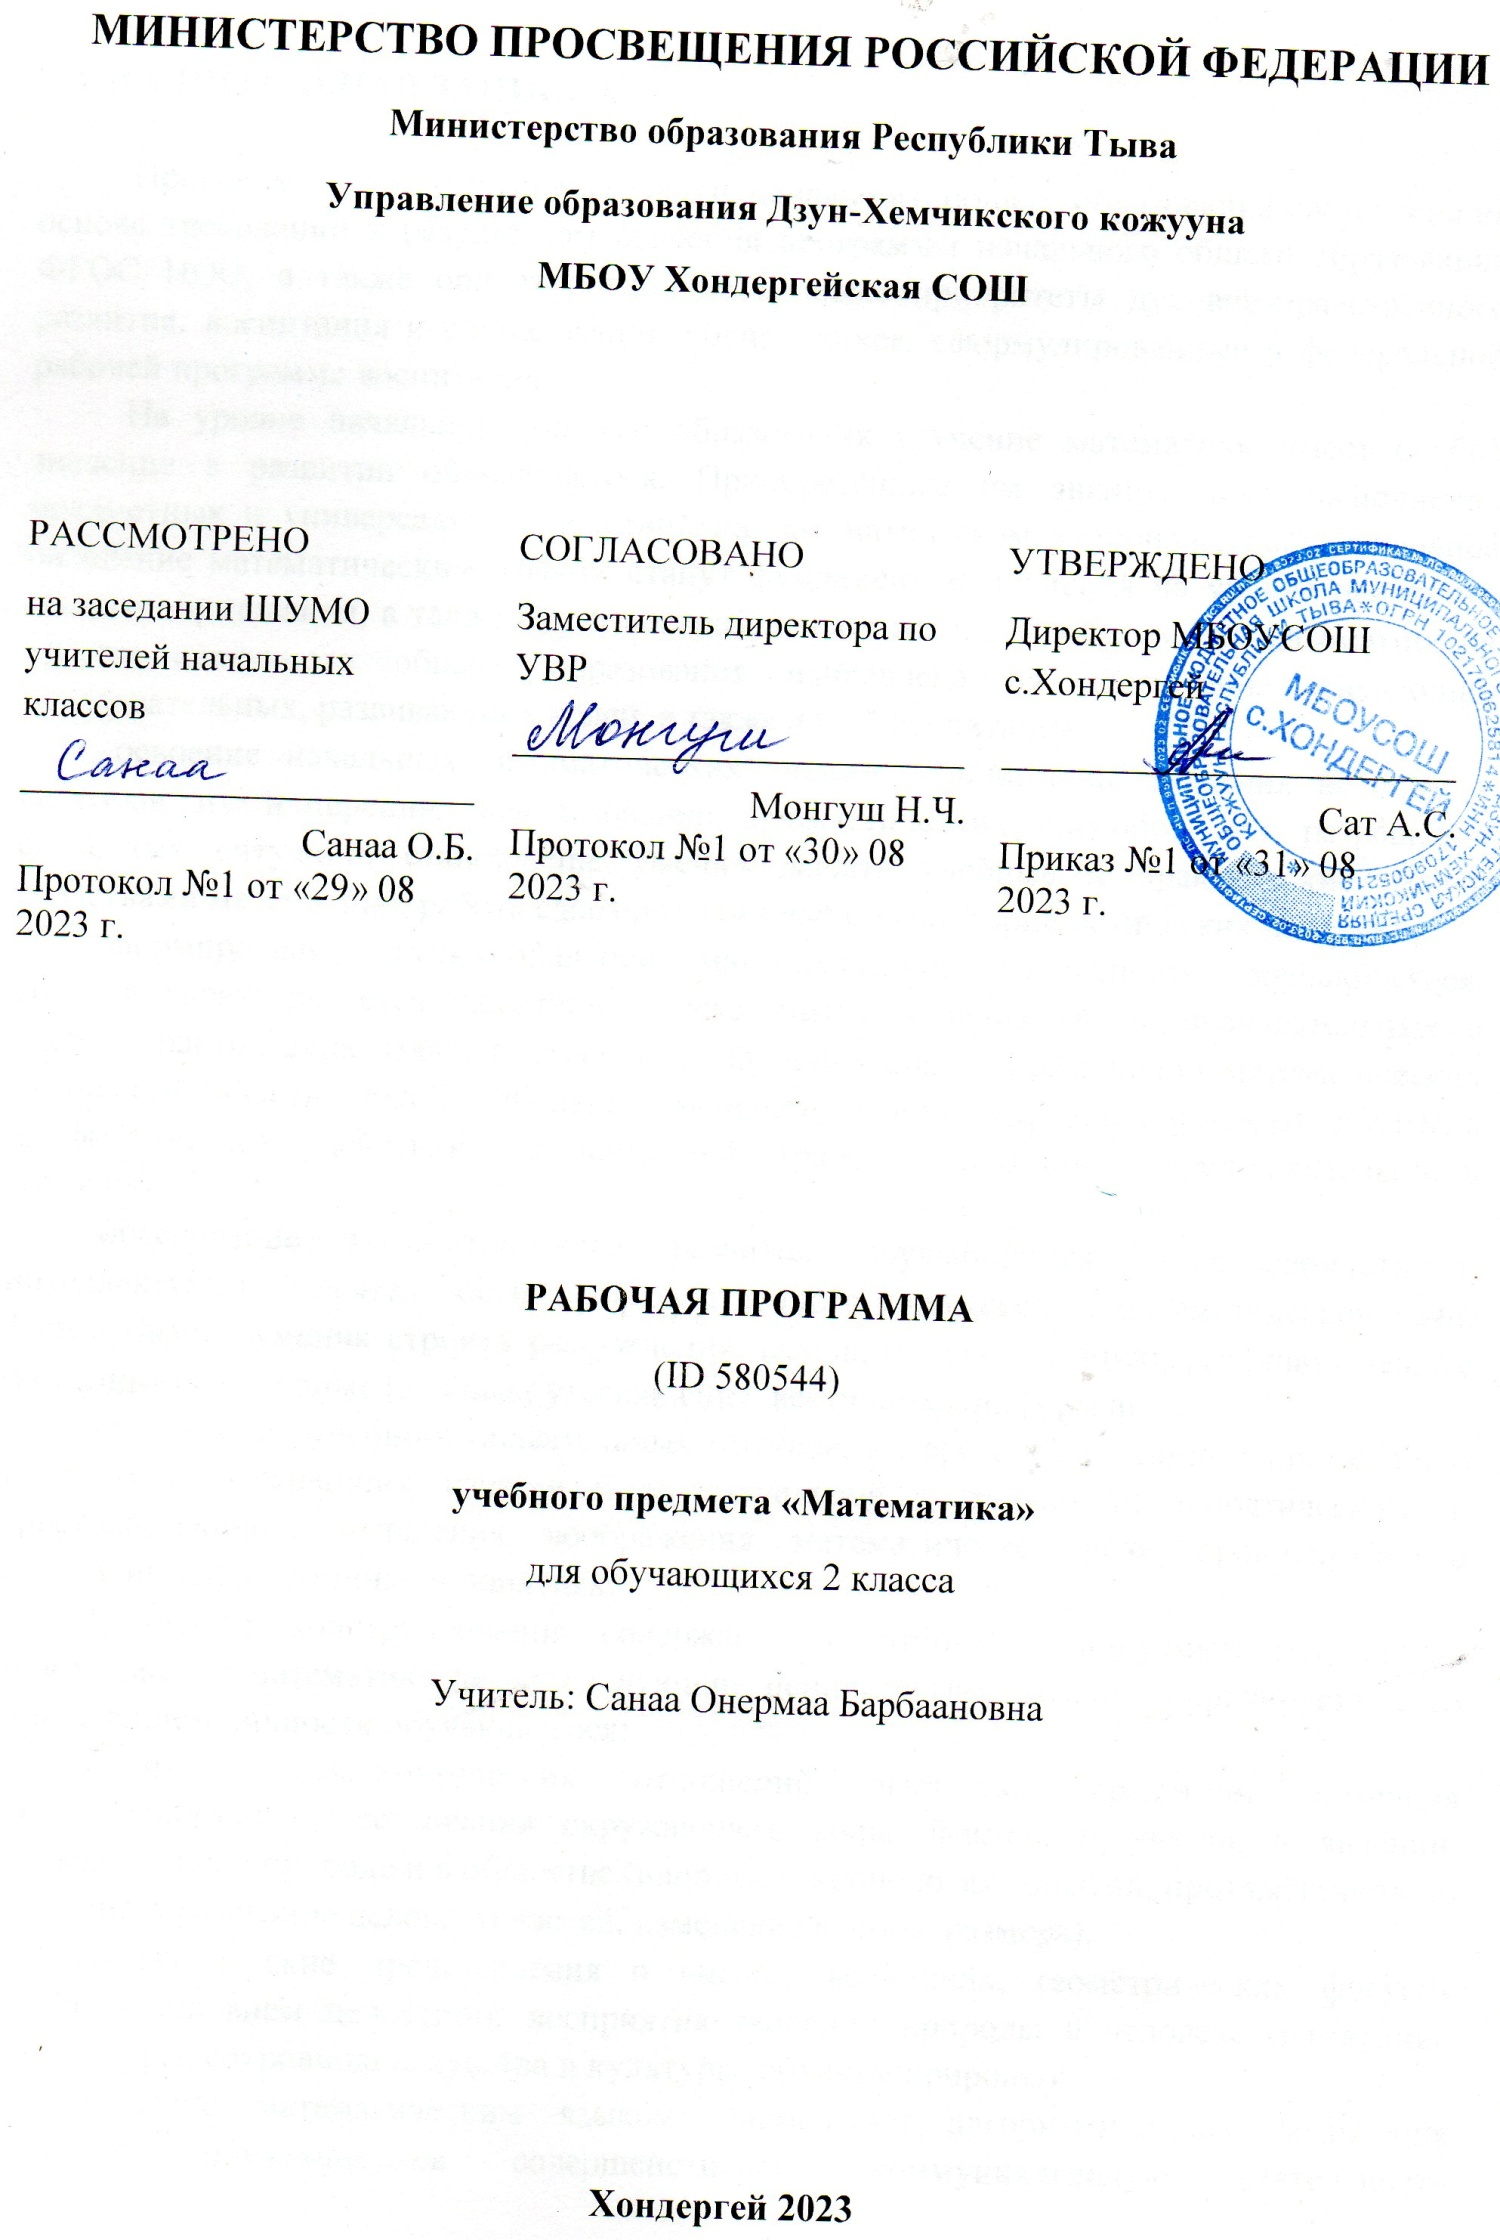 МИНИСТЕРСТВО ПРОСВЕЩЕНИЯ РОССИЙСКОЙ ФЕДЕРАЦИИ
Министерство образования Республики Тыва
Управление образования Дзун-Хемчикского кожууна
МБОУ Хондергейская СОШ
РАССМОТРЕНО
на заседании ШУМО
учителей начальных
классов
Санаа
Санаа О.Б.
Протокол №1 от «29» 08
2023 г.
СОГЛАСОВАНО
Заместитель директора по
УВР
Монгуш
Монгуш Н.Ч.
Протокол №1 от «30» 08
2023 г.
УТВЕРЖДЕНО
Директор МБОУСОШ
с.Хондергей
Сат А.С.
Приказ №1 от «31» 08
2023 г.
МБОУСОШ
с.ХОНДЕРГЕЙ
РАБОЧАЯ ПРОГРАММА
(ID 580544)
учебного предмета «Математика»
для обучающихся 2 класса
Учитель: Санаа Онермаа Барбаановна
Хондергей 2023